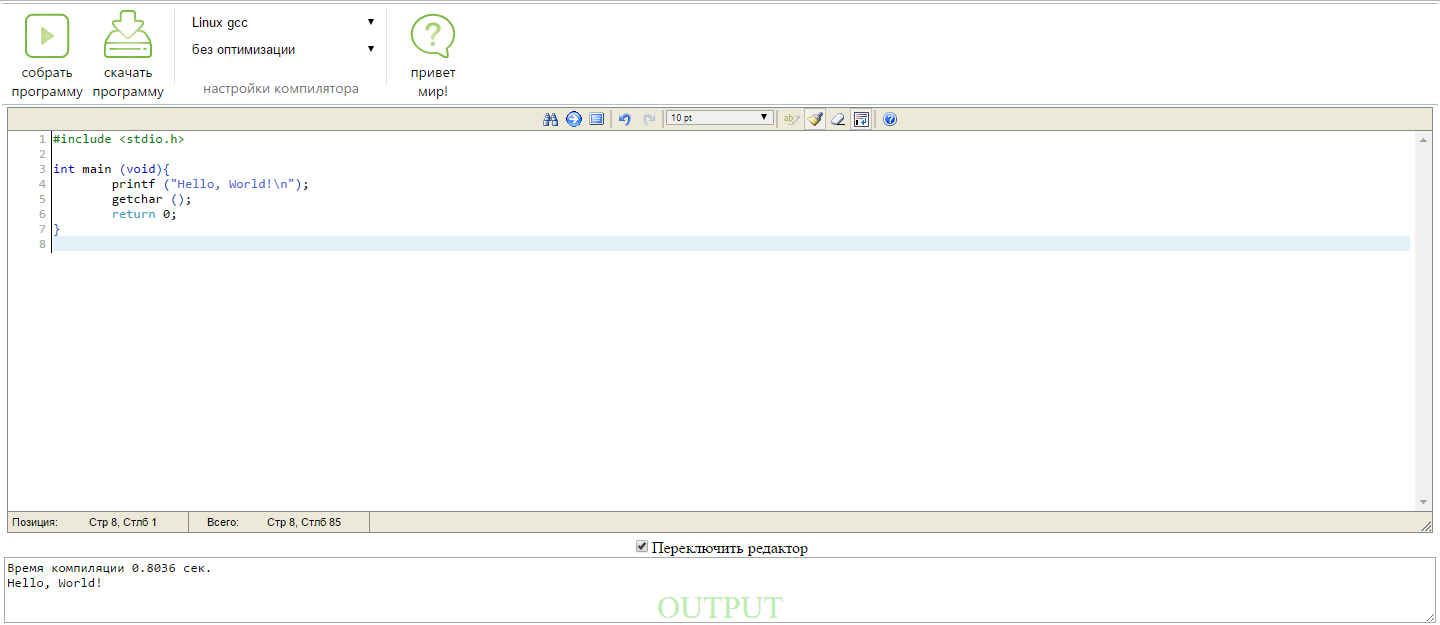 Linux gcc
без оптимизации
настройки компилятора
собрать
программу
скачать
программу
привет
мир!
10 pt
1 #include <stdio.h>
2
3 int main (void){
4 printf ("Hello, World!\n");
5 getchar ();
6 return 0;
7 }
8
Позиция: Стр 8, Стлб 1 Всего: Стр 8, Стлб 85
Переключить редактор
Время компиляции 0.8036 сек.
Hello, World!
OUTPUT